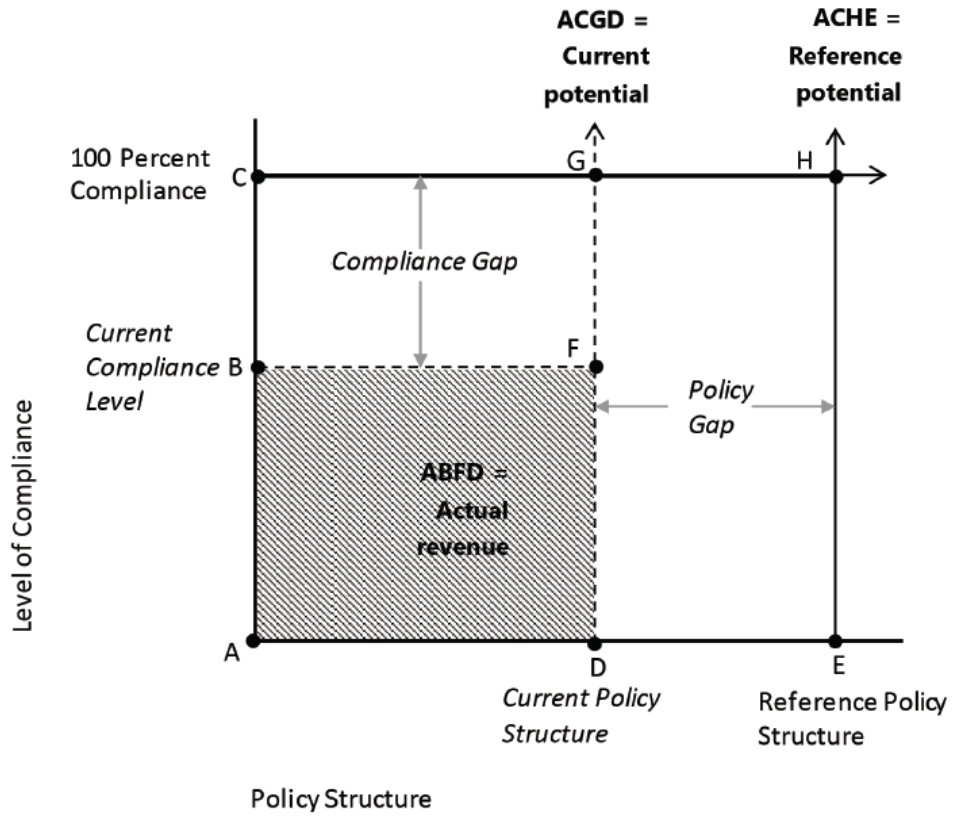 ACGD =
Current
potential
ACHE =
Reference
potential
100 Percent
Compliance
C
G
H
Compliance Gap
Current
Compliance
Level
B
F
Policy
Gap
ABFD =
Actual
revenue
Level of Compliance
A
D
E
Current Policy
Structure
Reference Policy
Structure
Policy Structure